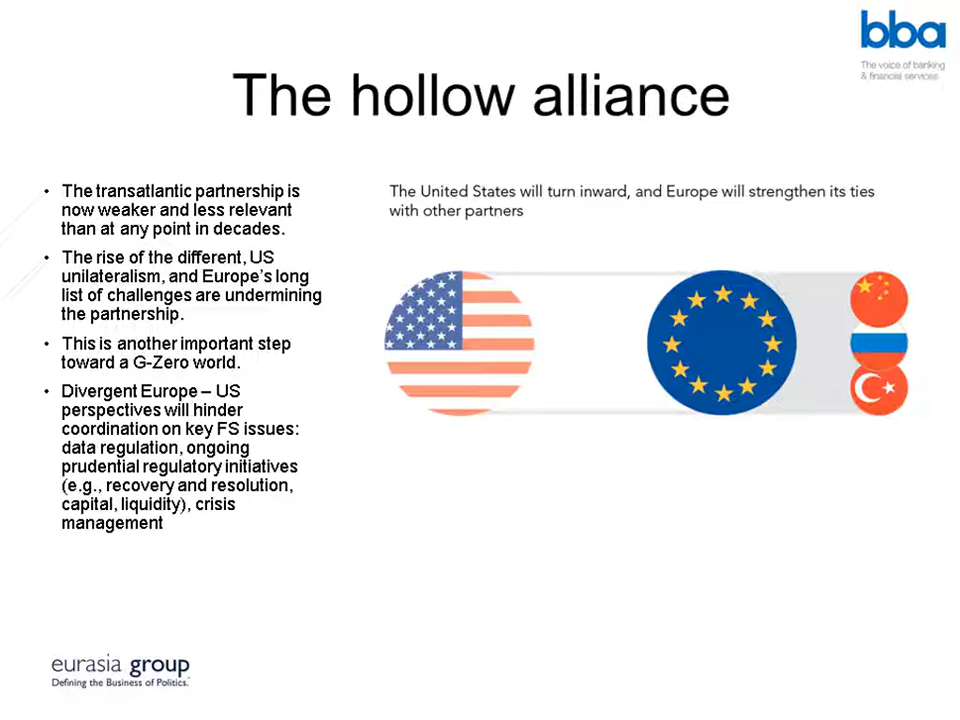 bba
The voice of banking
& financial services
The hollow alliance
• The transatlantic partnership is
now weaker and less relevant
than at any point in decades.
• The rise of the different, US
unilateralism, and Europe's long
list of challenges are undermining
the partnership.
• This is another important step
toward a G-Zero world.
• Divergent Europe – US
perspectives will hinder
coordination on key FS issues:
data regulation, ongoing
prudential regulatory initiatives
(e.g., recovery and resolution,
capital, liquidity), crisis
management
The United States will turn inward, and Europe will strengthen its ties
with other partners
eurasia group
Defining the Business of Politics.